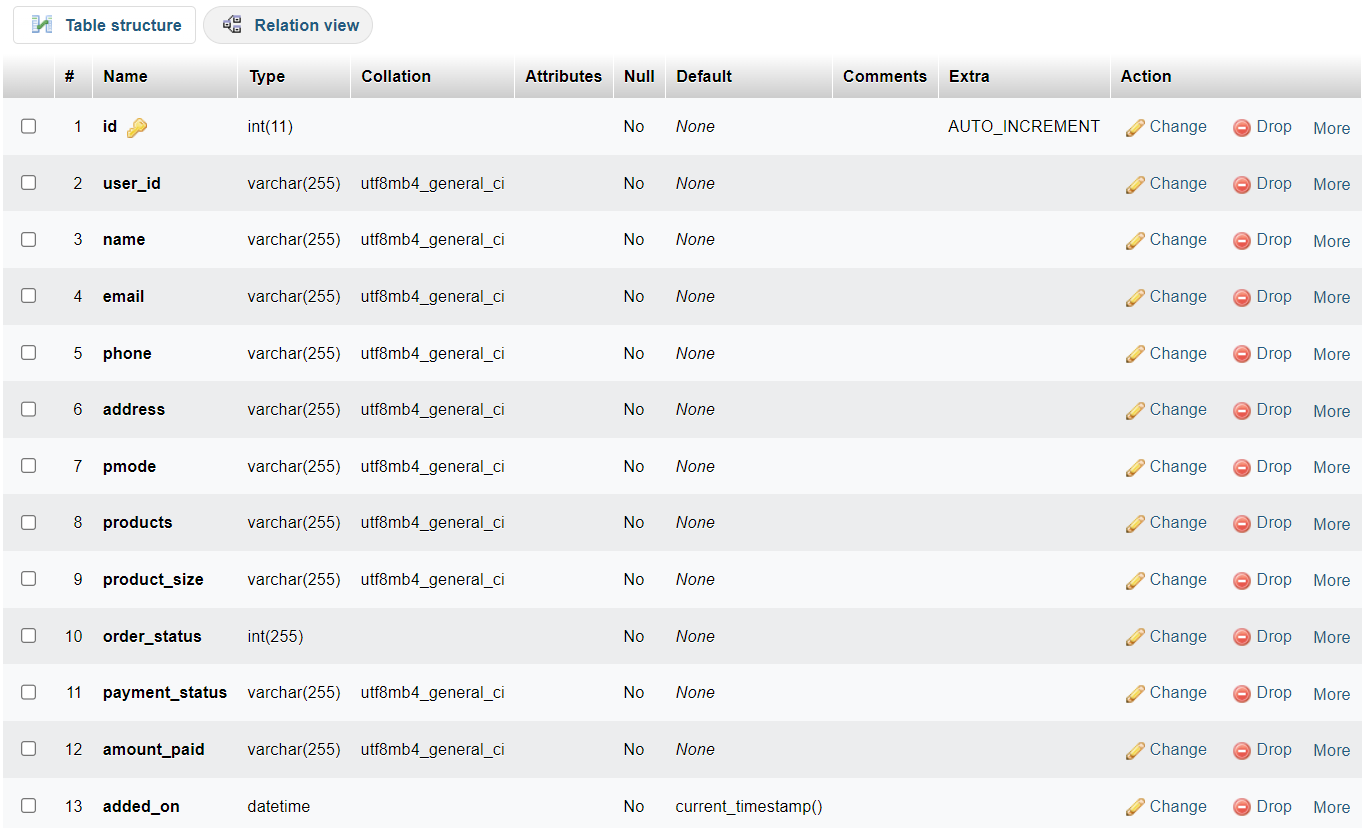 Table structure Relation view
# Name Type Collation Attributes Null Default Comments Extra Action
1 id int(11) No None AUTO_INCREMENT Change Drop More
2 user_id varchar(255) utf8mb4_general_ci No None Change Drop More
3 name varchar(255) utf8mb4_general_ci No None Change Drop More
4 email varchar(255) utf8mb4_general_ci No None Change Drop More
5 phone varchar(255) utf8mb4_general_ci No None Change Drop More
6 address varchar(255) utf8mb4_general_ci No None Change Drop More
7 pmode varchar(255) utf8mb4_general_ci No None Change Drop More
8 products varchar(255) utf8mb4_general_ci No None Change Drop More
9 product_size varchar(255) utf8mb4_general_ci No None Change Drop More
10 order_status int(255) No None Change Drop More
11 payment_status varchar(255) utf8mb4_general_ci No None Change Drop More
12 amount_paid varchar(255) utf8mb4_general_ci No None Change Drop More
13 added_on datetime No current_timestamp() Change Drop More